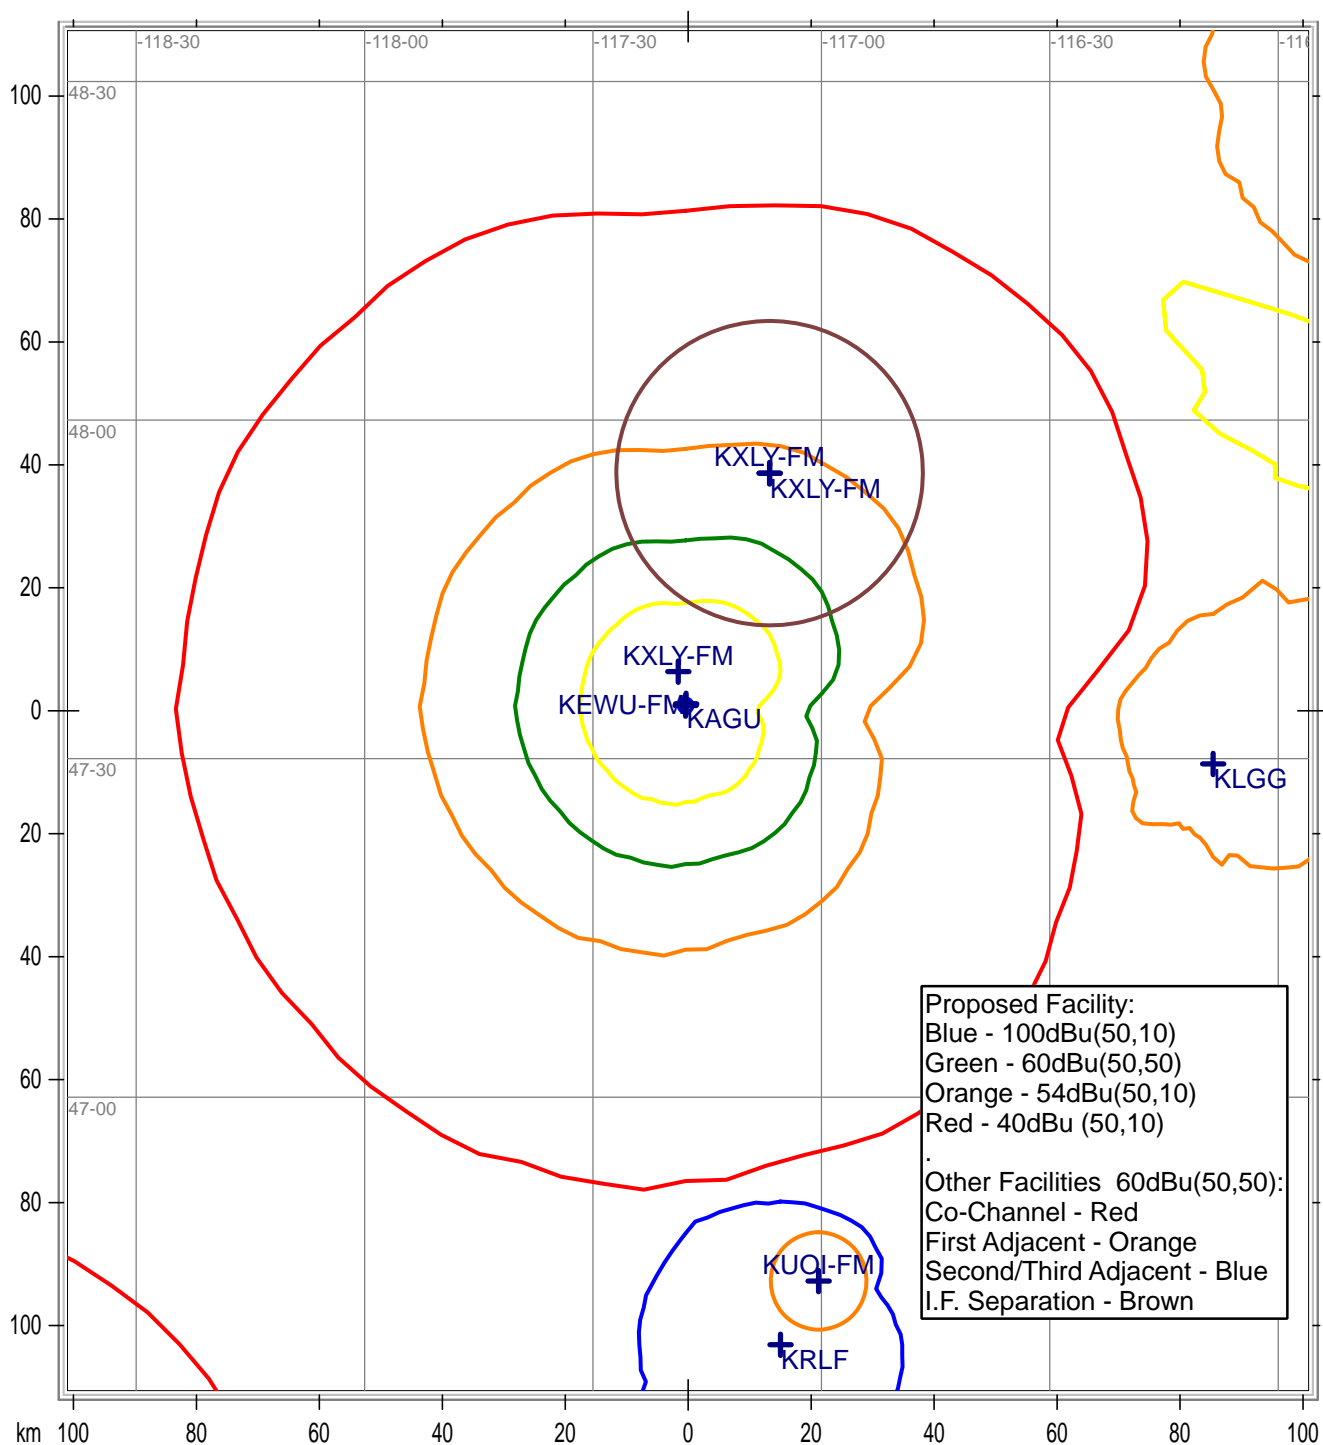 -118-30
-118-00
-117-30
-117-00
-116-30
-116
48-30
100
80
60
48-00
40
KXLY-FM
KXLY-FM
20
KXLY-FM
KEWU-FM
KAGU
0
47-30
KLGG
20
40
60
47-00
80
100
Proposed Facility:
Blue - 100dBu(50,10)
Green - 60dBu(50,50)
Orange - 54dBu(50,10)
Red - 40dBu (50,10)
.
Other Facilities 60dBu(50,50):
Co-Channel - Red
First Adjacent - Orange
Second/Third Adjacent - Blue
I.F. Separation - Brown
KUOI-FM
KRLF
km 100 80 60 40 20 0 20 40 60 80 100